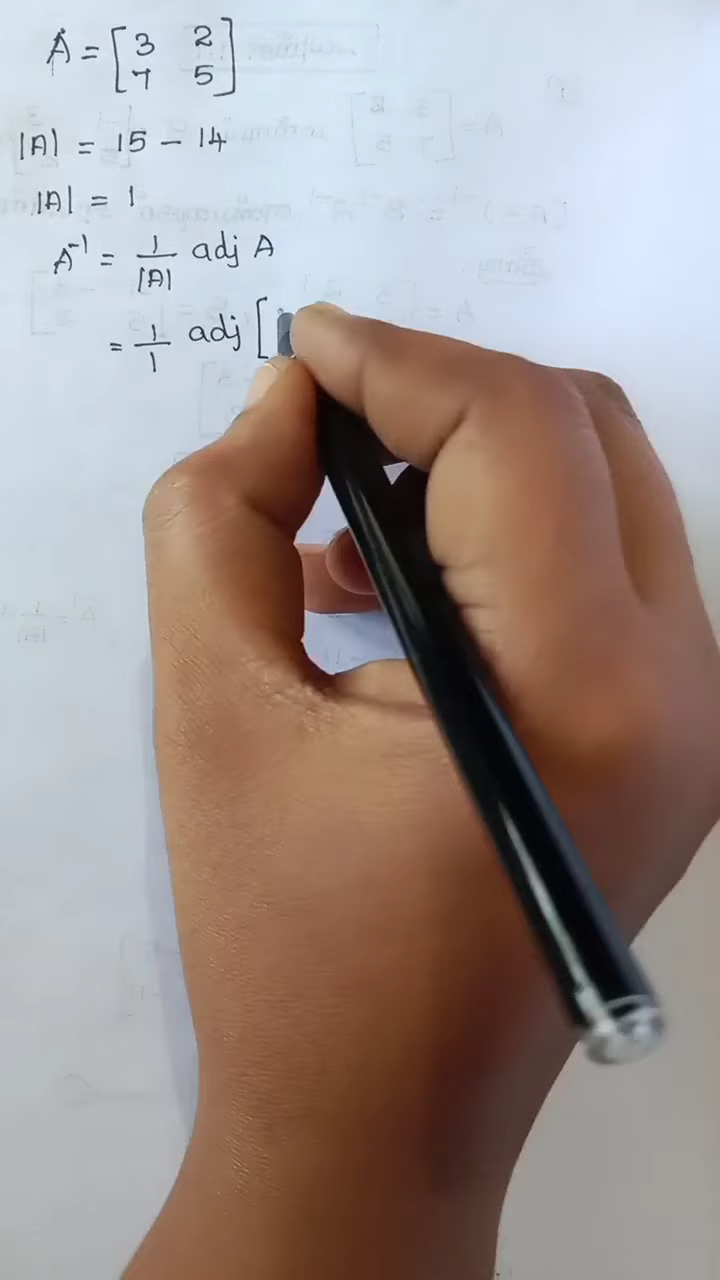 A = [3 2
7 5]
|A| = 15 - 14
|A| = 1
A⁻¹ = 1/|A| adj A
= 1/1 adj [